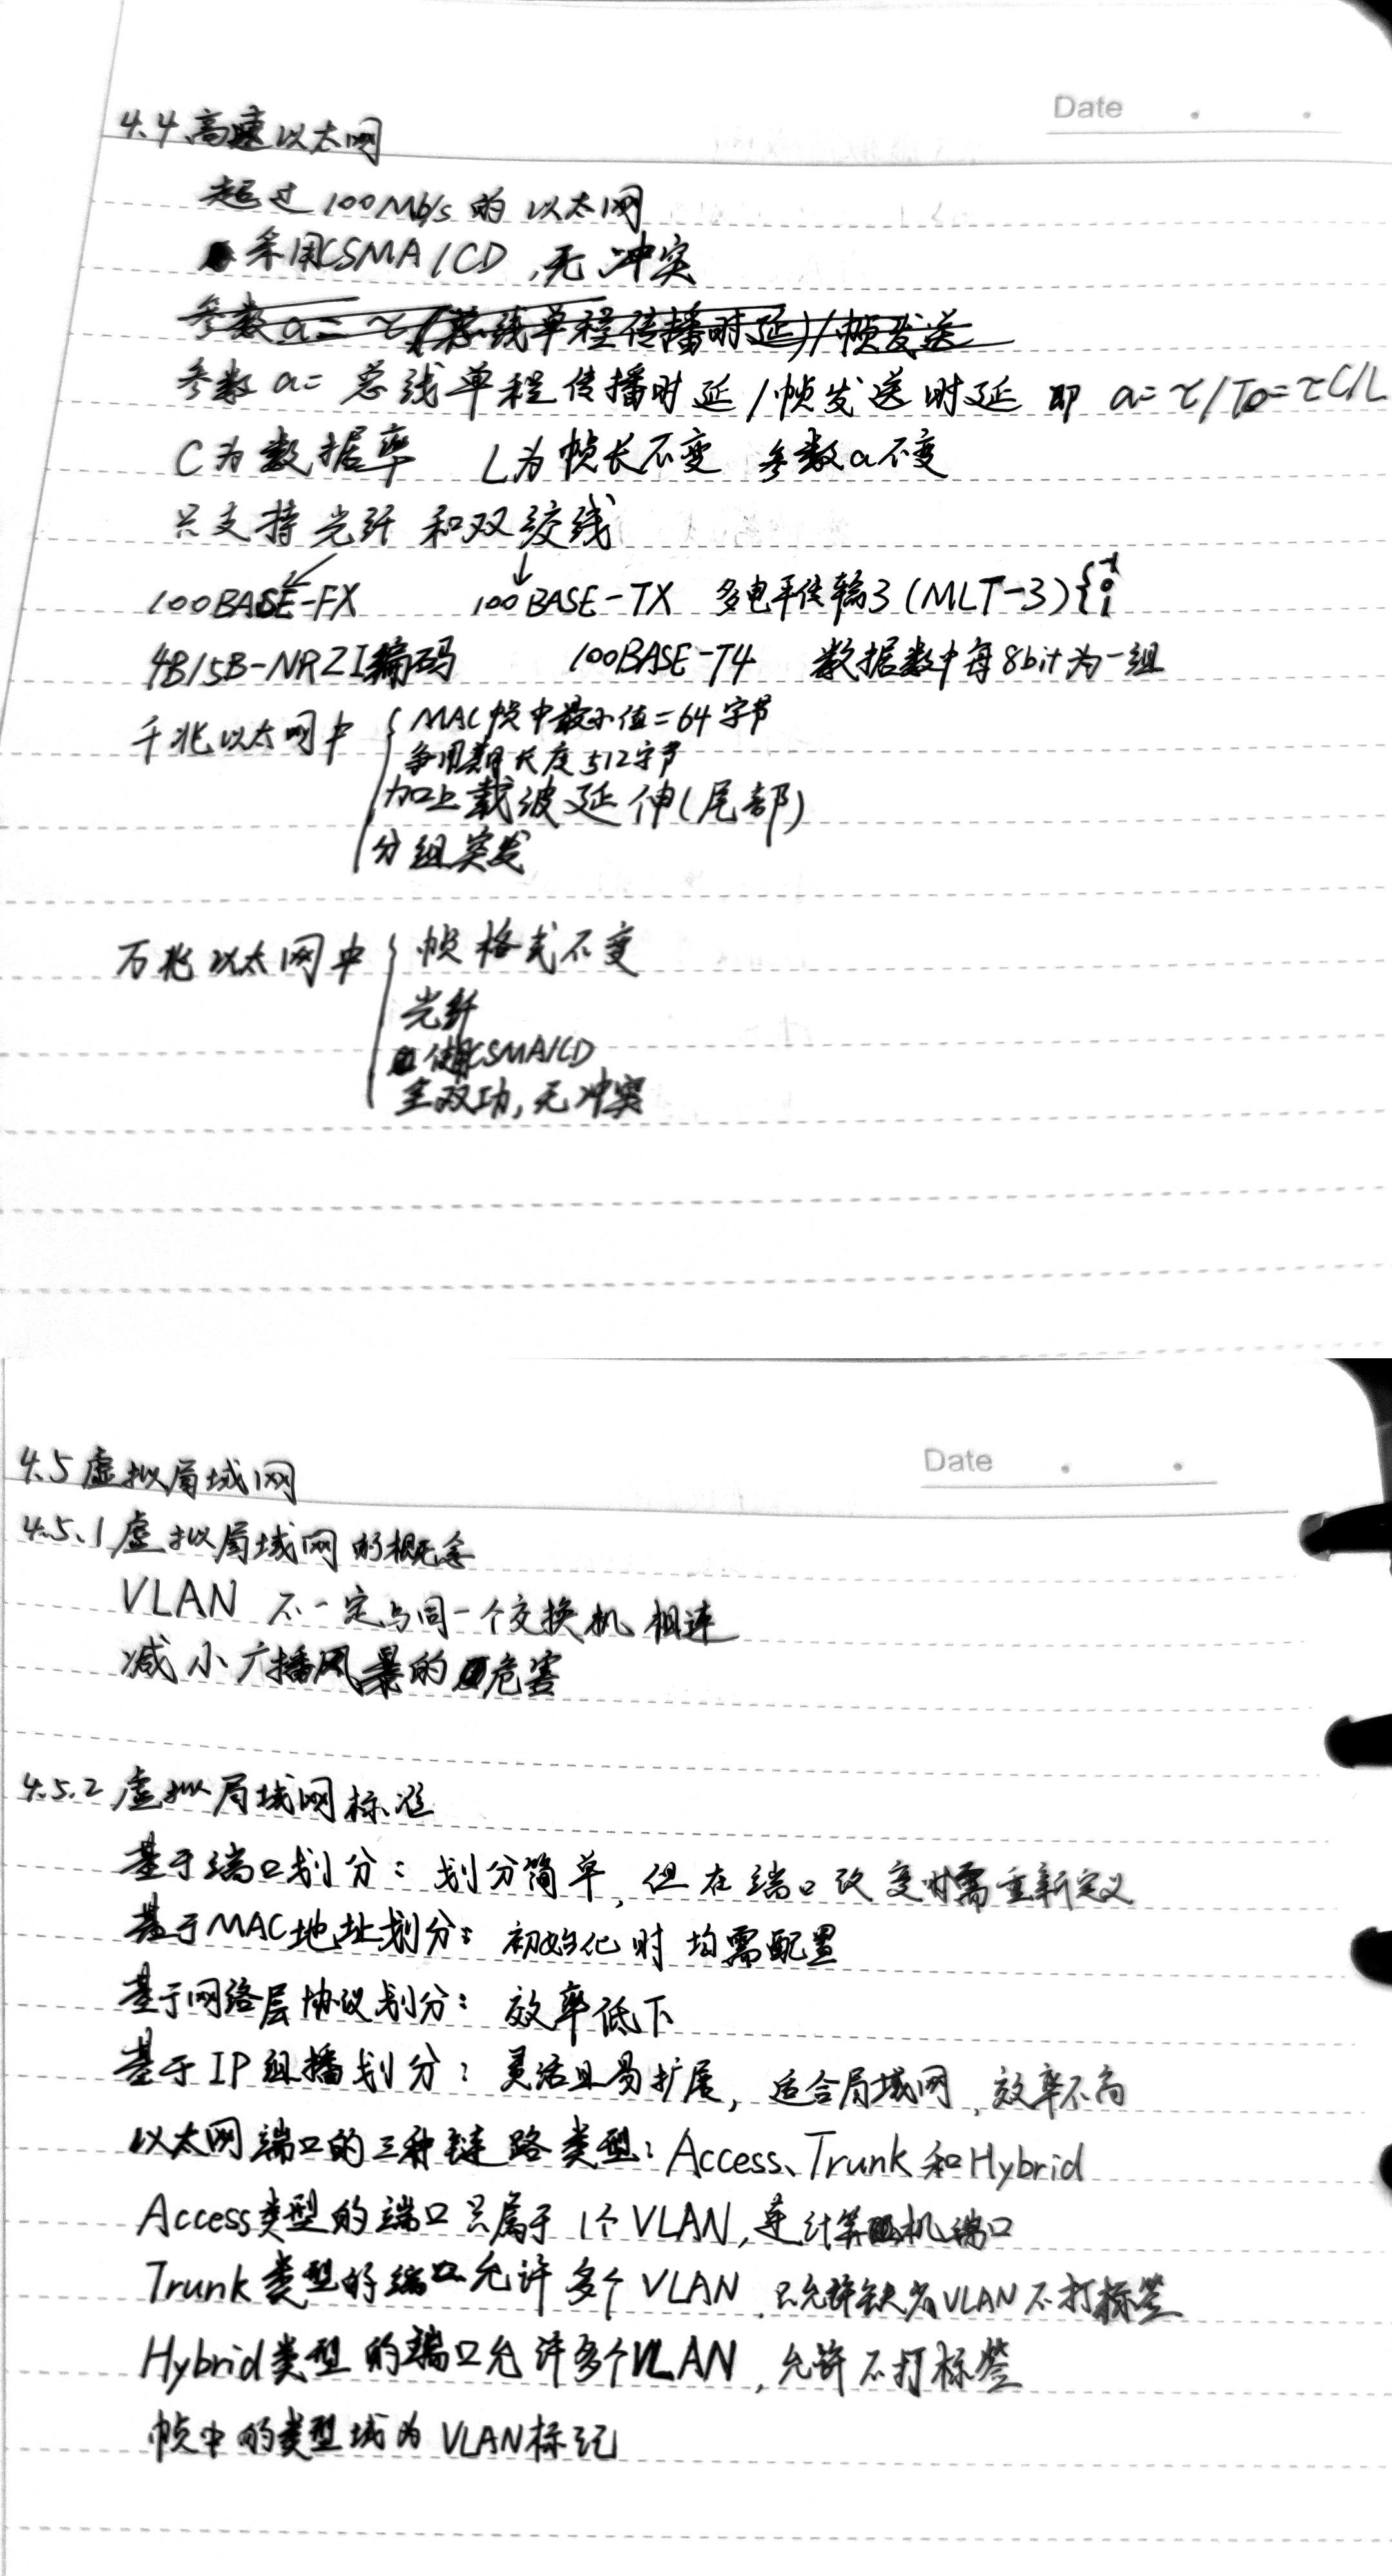 Date . .
4.4 高速以太网
超过100Mb/s的以太网
采用CSMA/CD,无冲突
参数a=τ(总线单程传播时延)/帧发送
参数a=总线单程传播时延/帧发送时延 即 a=τ/T0=τC/L
C为数据率 L为帧长不变 参数a不变
只支持光纤和双绞线
100BASE-FX 100BASE-TX 多电平传输3(MLT-3){-1 0 1
4B/5B-NRZI编码 100BASE-T4 数据数中每8bit为一组
千兆以太网中{MAC帧中最小值=64字节
争用期长度512字节
加上载波延伸(尾部)
分组突发
万兆以太网中{帧格式不变
光纤
使用CSMA/CD
全双功,无冲突
Date . .
4.5 虚拟局域网
4.5.1 虚拟局域网的概念
VLAN 不一定与同一个交换机相连
减小广播风暴的危害
4.5.2 虚拟局域网标准
基于端口划分:划分简单,但在端口改变时需重新定义
基于MAC地址划分:初始化时均需配置
基于网络层协议划分:效率低下
基于IP组播划分:灵活且易扩展,适合局域网,效率不高
以太网端口的三种链路类型:Access、Trunk和Hybrid
Access类型的端口只属于1个VLAN,连计算机端口
Trunk类型的端口允许多个VLAN,只允许缺省VLAN不打标签
Hybrid类型的端口允许多个VLAN,允许不打标签
帧中的类型域为VLAN标记